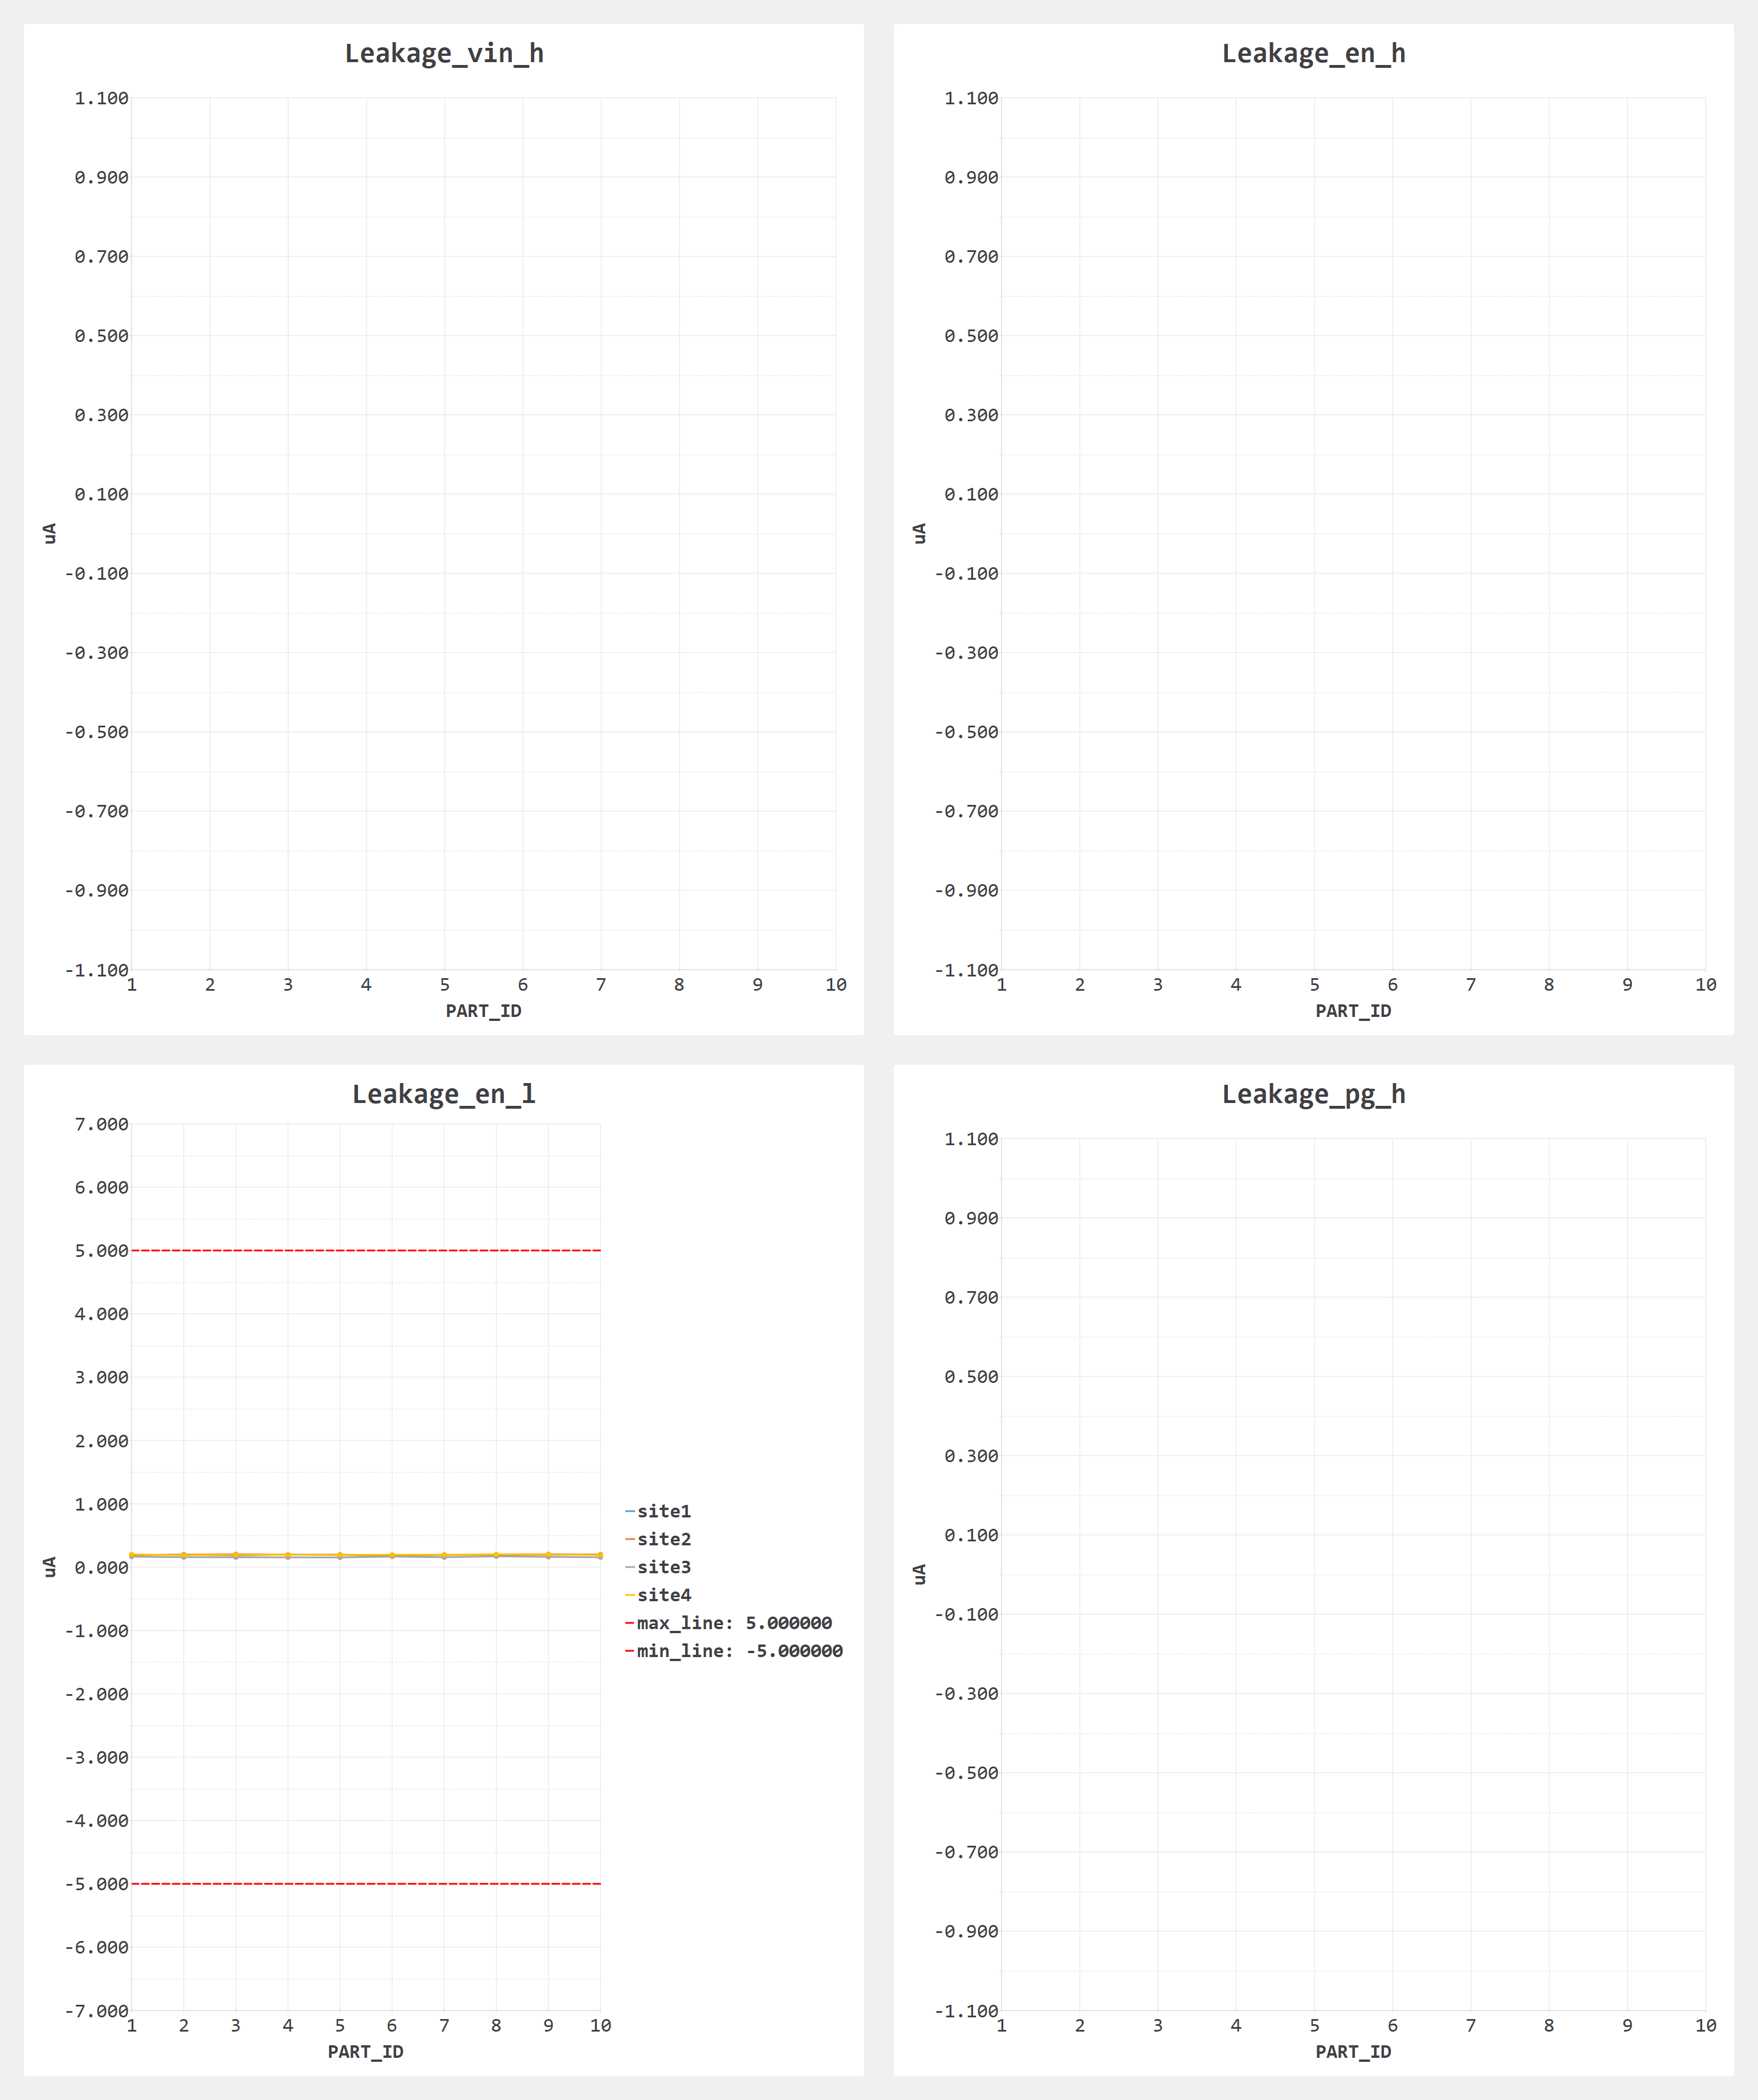 Leakage_vin_h
1.100
0.900
0.700
0.500
0.300
0.100
-0.100
-0.300
-0.500
-0.700
-0.900
-1.100
uA
1 2 3 4 5 6 7 8 9 10
PART_ID
Leakage_en_h
1.100
0.900
0.700
0.500
0.300
0.100
-0.100
-0.300
-0.500
-0.700
-0.900
-1.100
uA
1 2 3 4 5 6 7 8 9 10
PART_ID
Leakage_en_l
7.000
6.000
5.000
4.000
3.000
2.000
1.000
0.000
-1.000
-2.000
-3.000
-4.000
-5.000
-6.000
-7.000
uA
1 2 3 4 5 6 7 8 9 10
PART_ID
site1
site2
site3
site4
max_line: 5.000000
min_line: -5.000000
Leakage_pg_h
1.100
0.900
0.700
0.500
0.300
0.100
-0.100
-0.300
-0.500
-0.700
-0.900
-1.100
uA
1 2 3 4 5 6 7 8 9 10
PART_ID